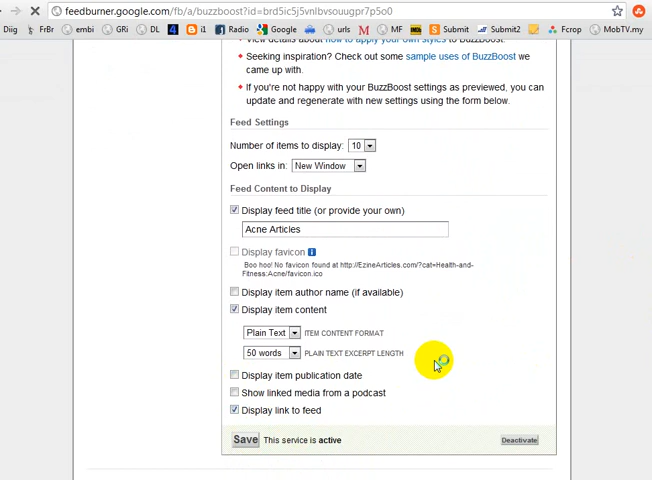 feedburner.google.com/fb/a/buzzboost?id=brd5ic5j5vnlbvsouugpr7p5o0
Diig FrBr embi GRi DL i1 Radio Google urls MF Submit Submit2 Fcrop MobTV.my
View details about how to apply your own styles to BuzzBoost.
Seeking inspiration? Check out some sample uses of BuzzBoost we
came up with.
If you're not happy with your BuzzBoost settings as previewed, you can
update and regenerate with new settings using the form below.
Feed Settings
Number of items to display: 10
Open links in: New Window
Feed Content to Display
Display feed title (or provide your own)
Acne Articles
Display favicon
Boo hoo! No favicon found at http://EzineArticles.com/?cat=Health-and-
Fitness:Acne/favicon.ico
Display item author name (if available)
Display item content
Plain Text ITEM CONTENT FORMAT
50 words PLAIN TEXT EXCERPT LENGTH
Display item publication date
Show linked media from a podcast
Display link to feed
Save This service is active Deactivate